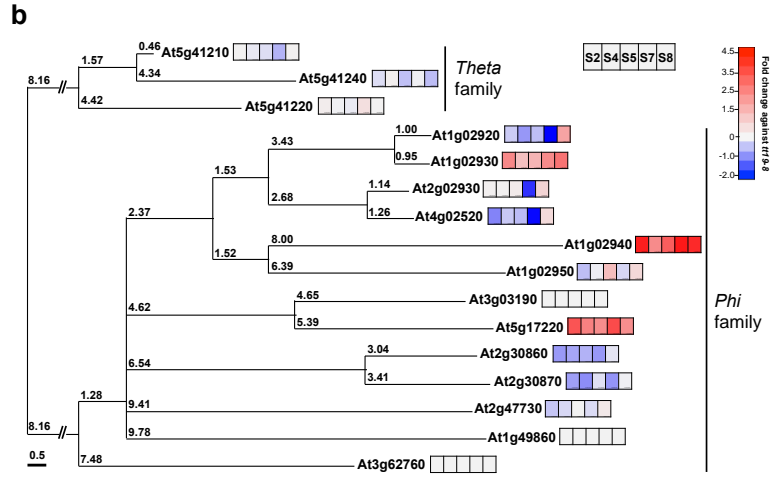 b
8.16
1.57
0.46
At5g41210
4.34
At5g41240
4.42
At5g41220
Theta
family
S2 S4 S5 S7 S8
4.5
3.5
2.5
1.5
0
-1.0
-2.0
Fold change against tt19-8
1.00
At1g02920
3.43
0.95
At1g02930
1.53
1.14
At2g02930
2.68
1.26
At4g02520
2.37
8.00
At1g02940
1.52
6.39
At1g02950
4.65
At3g03190
4.62
5.39
At5g17220
Phi
family
3.04
At2g30860
6.54
3.41
At2g30870
1.28
9.41
At2g47730
8.16
9.78
At1g49860
0.5
7.48
At3g62760